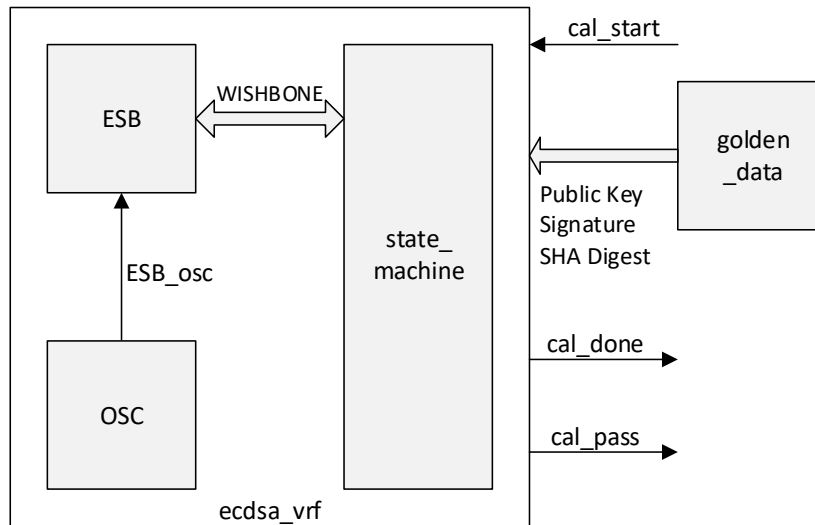 cal_start
WISHBONE
ESB
golden
_data
Public Key
Signature
SHA Digest
state_
machine
ESB_osc
cal_done
OSC
cal_pass
ecdsa_vrf